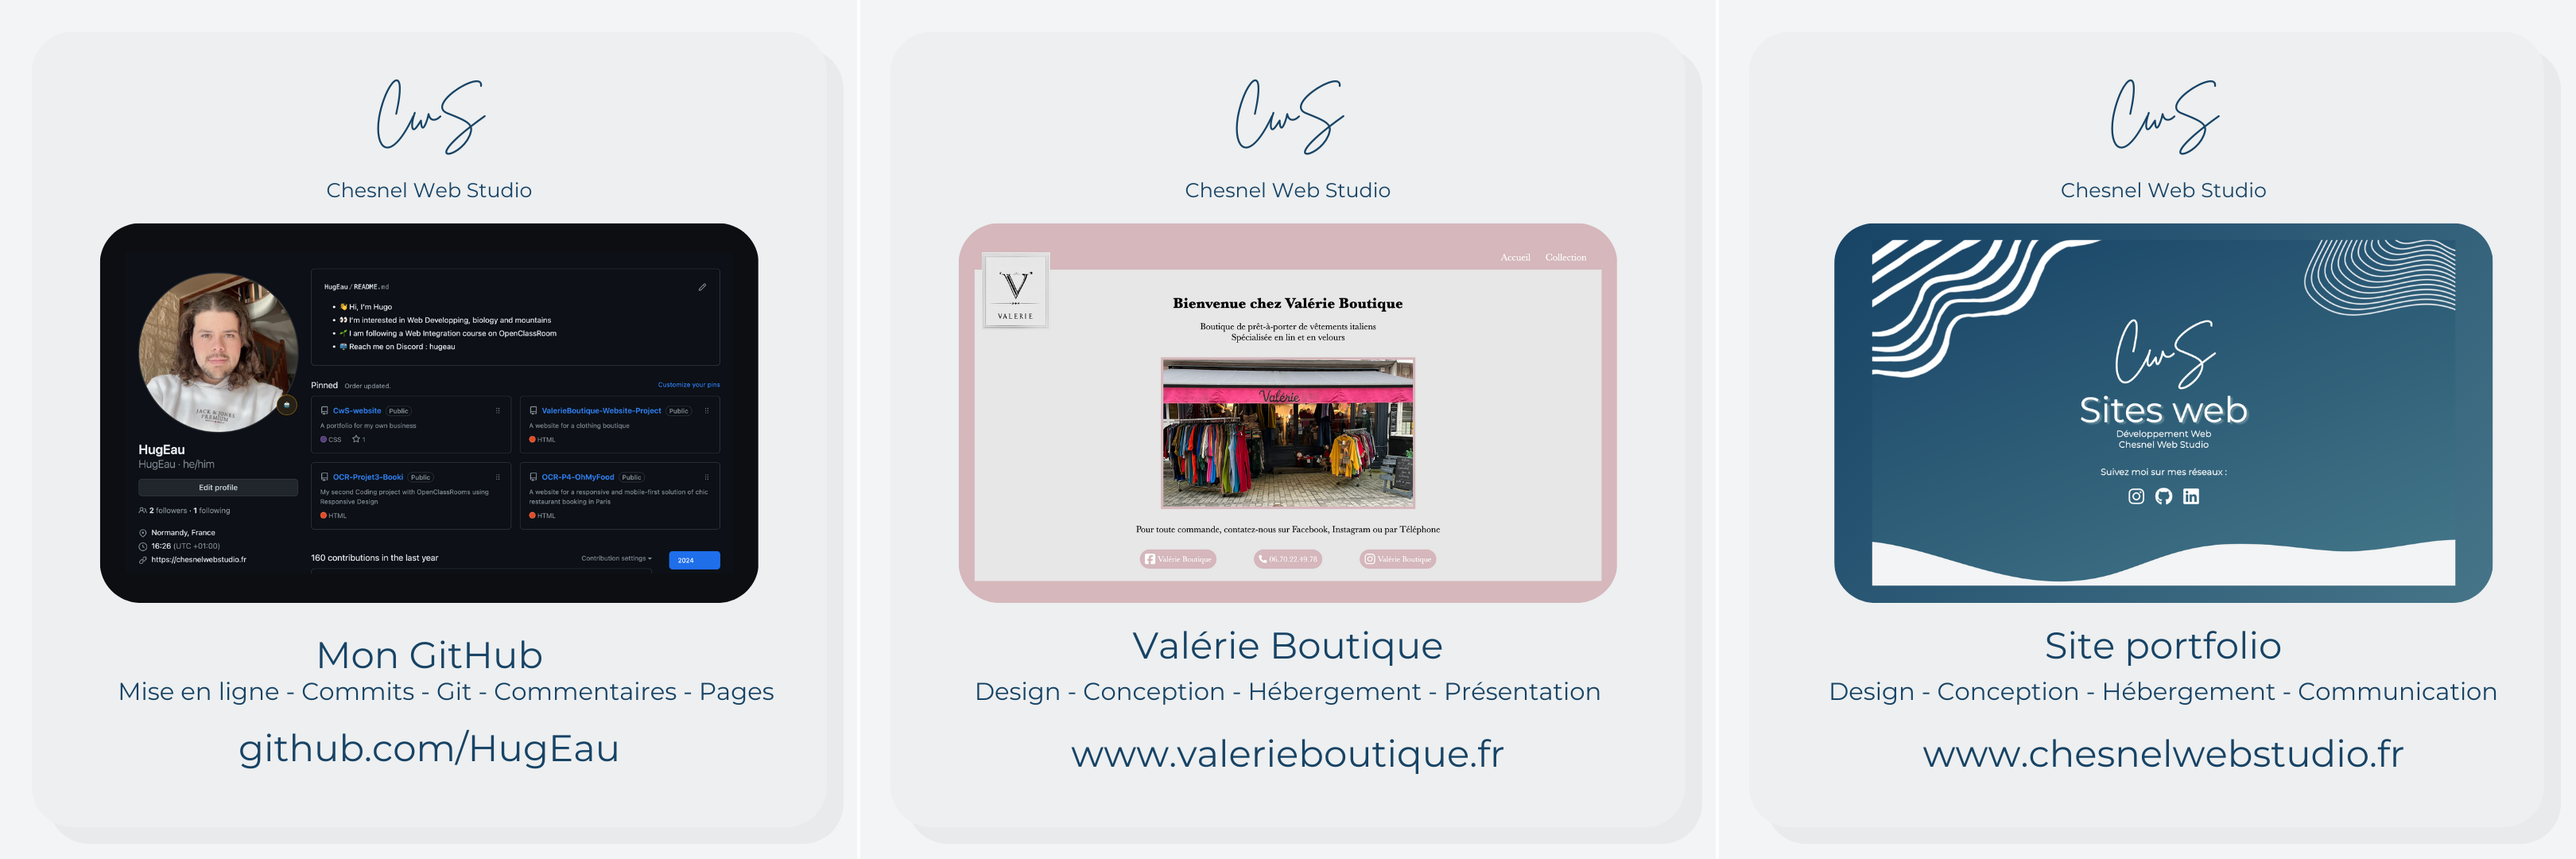 CwS
Chesnel Web Studio
HugEau / README.md
👋 Hi, I'm Hugo
👀 I'm interested in Web Developping, biology and mountains
🌱 I am following a Web Integration course on OpenClassRoom
Reach me on Discord : hugeau
JACK & JONES
PREMIUM
Pinned Order updated.
Customize your pins
CwS-website Public
A portfolio for my own business
CSS 1
ValerieBoutique-Website-Project Public
A website for a clothing boutique
HTML
HugEau
HugEau · he/him
Edit profile
2 followers · 1 following
Normandy, France
16:26 (UTC +01:00)
https://chesnelwebstudio.fr
OCR-Projet3-Booki Public
My second Coding project with OpenClassRooms using
Responsive Design
HTML
OCR-P4-OhMyFood Public
A website for a responsive and mobile-first solution of chic
restaurant booking in Paris
HTML
160 contributions in the last year
Contribution settings
2024
Mon GitHub
Mise en ligne - Commits - Git - Commentaires - Pages
github.com/HugEau
CwS
Chesnel Web Studio
V
VALERIE
Accueil Collection
Bienvenue chez Valérie Boutique
Boutique de prêt-à-porter de vêtements italiens
Spécialisée en lin et en velours
Valérie
Pour toute commande, contatez-nous sur Facebook, Instagram ou par Téléphone
Valérie Boutique
06.70.22.49.78
Valérie Boutique
Valérie Boutique
Design - Conception - Hébergement - Présentation
www.valerieboutique.fr
CwS
Chesnel Web Studio
CwS
Sites web
Développement Web
Chesnel Web Studio
Suivez moi sur mes réseaux :
Site portfolio
Design - Conception - Hébergement - Communication
www.chesnelwebstudio.fr